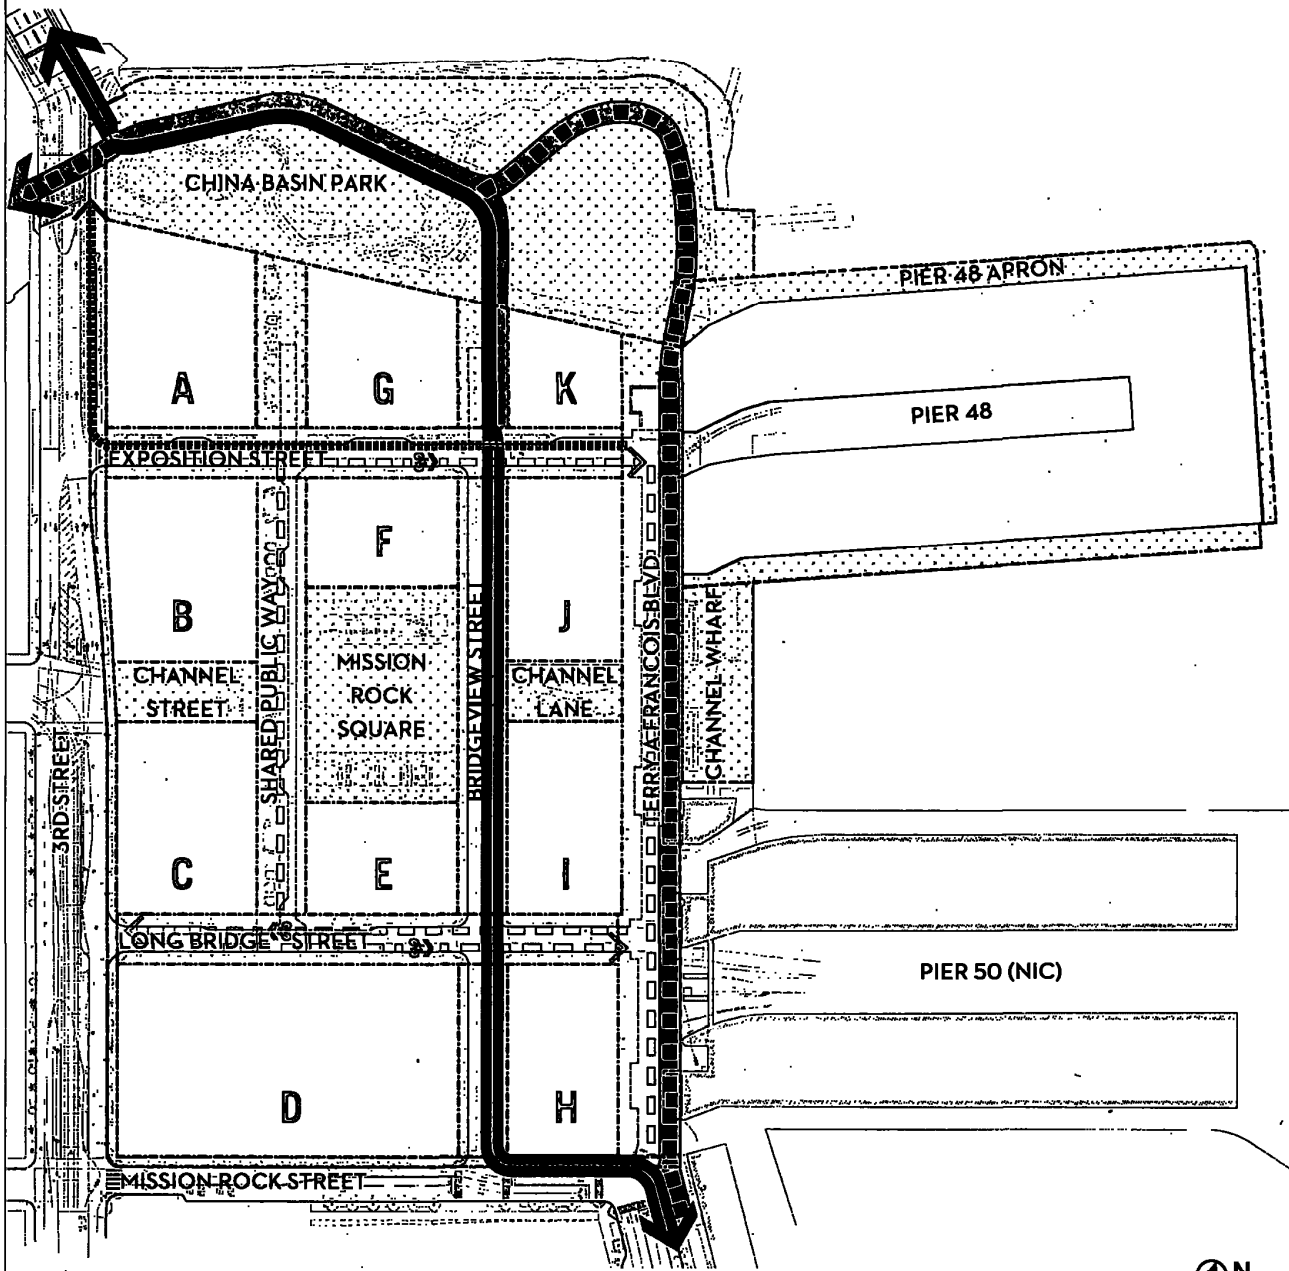 CHINA BASIN PARK
PIER 48 APRON
A
G
K
PIER 48
EXPOSITION STREET
F
B
J
SHARED PUBLIC WAY
MISSION
ROCK
SQUARE
BRIDGEVIEW STREET
CHANNEL
STREET
CHANNEL
LANE
TERRY A FRANCOIS BLVD
CHANNEL WHARF
3RD STREET
C
E
I
LONG BRIDGE STREET
PIER 50 (NIC)
D
H
MISSION ROCK STREET
N